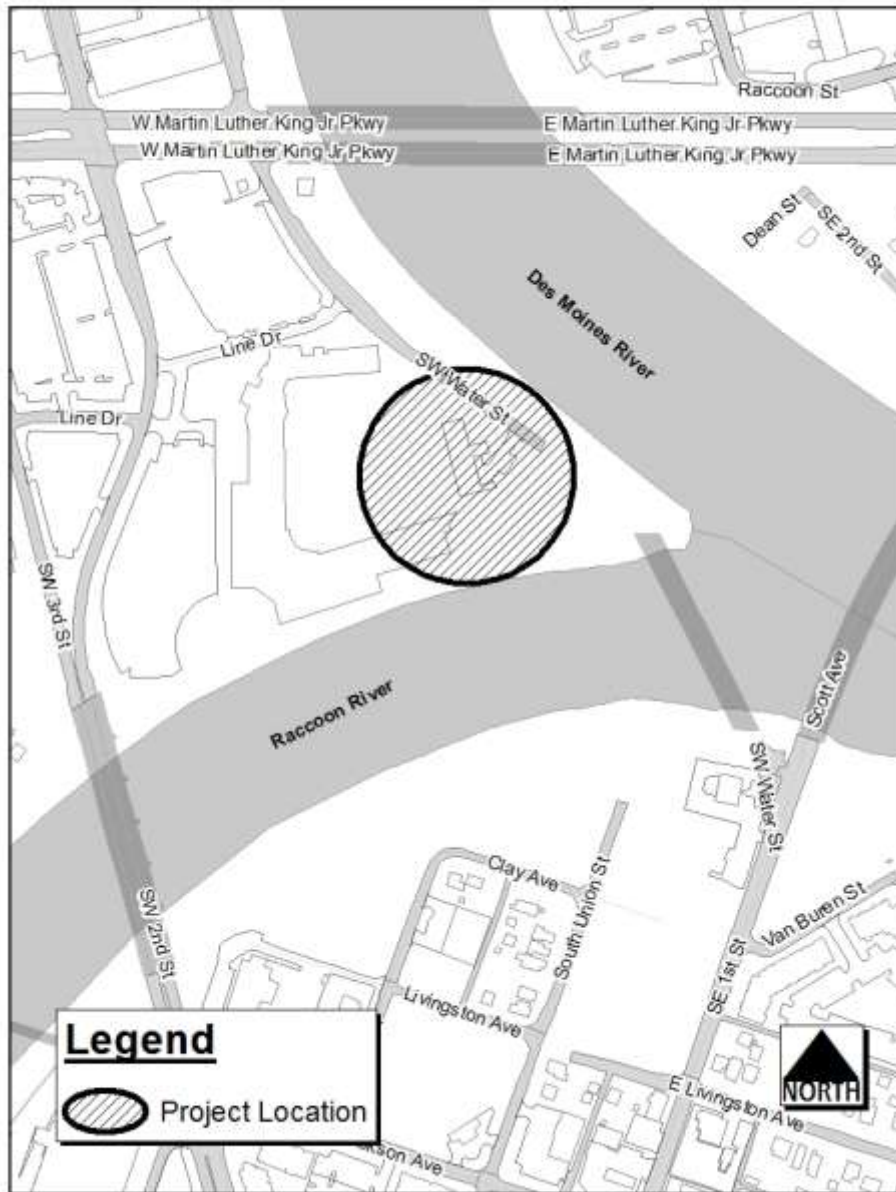 Raccoon St
W Martin Luther King Jr Pkwy
E Martin Luther King Jr Pkwy
W Martin Luther King Jr Pkwy
E Martin Luther King Jr Pkwy
Dean St
SE 2nd St
Des Moines River
Line Dr
SW Water St
Line Dr
SW 3rd St
Raccoon River
Scott Ave
SW Water St
Clay Ave
South Union St
Van Buren St
SW 2nd St
SE 1st St
Livingston Ave
Legend
Project Location
NORTH
E Livingston Ave
Ave